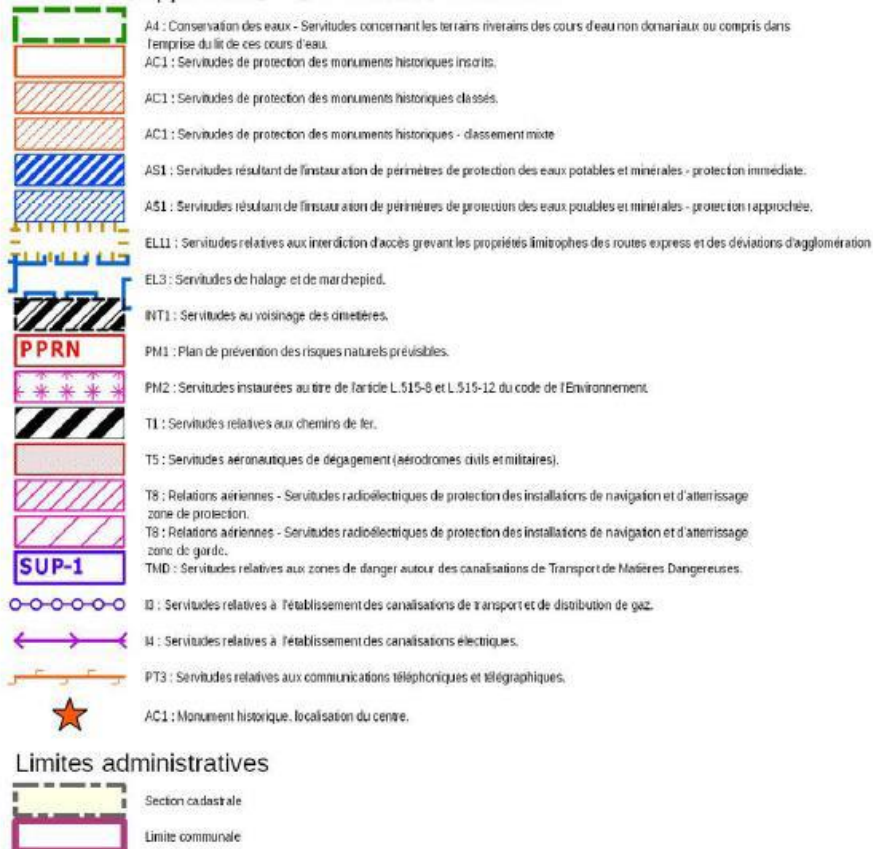 A4 : Conservation des eaux - Servitudes concernant les terrains riverains des cours d'eau non domaniaux ou compris dans
l'emprise du lit de ces cours d'eau.
AC1 : Servitudes de protection des monuments historiques inscrits.
AC1 : Servitudes de protection des monuments historiques classés.
AC1 : Servitudes de protection des monuments historiques - classement mixte
AS1 : Servitudes résultant de l'instauration de périmètres de protection des eaux potables et minérales - protection immédiate.
AS1 : Servitudes résultant de l'instauration de périmètres de protection des eaux potables et minérales - protection rapprochée.
EL11 : Servitudes relatives aux interdiction d'accès grevant les propriétés limitrophes des routes express et des déviations d'agglomération
EL3 : Servitudes de halage et de marchepied.
INT1 : Servitudes au voisinage des cimetières.
PPRN PM1 : Plan de prévention des risques naturels prévisibles.
PM2 : Servitudes instaurées au titre de l'article L.515-8 et L.515-12 du code de l'Environnement.
T1 : Servitudes relatives aux chemins de fer.
T5 : Servitudes aéronautiques de dégagement (aérodromes civils et militaires).
T8 : Relations aériennes - Servitudes radioélectriques de protection des installations de navigation et d'atterrissage
zone de protection.
T8 : Relations aériennes - Servitudes radioélectriques de protection des installations de navigation et d'atterrissage
zone de garde.
SUP-1 TMD : Servitudes relatives aux zones de danger autour des canalisations de Transport de Matières Dangereuses.
I3 : Servitudes relatives à l'établissement des canalisations de transport et de distribution de gaz.
I4 : Servitudes relatives à l'établissement des canalisations électriques.
PT3 : Servitudes relatives aux communications téléphoniques et télégraphiques.
AC1 : Monument historique, localisation du centre.
Limites administratives
Section cadastrale
Limite communale